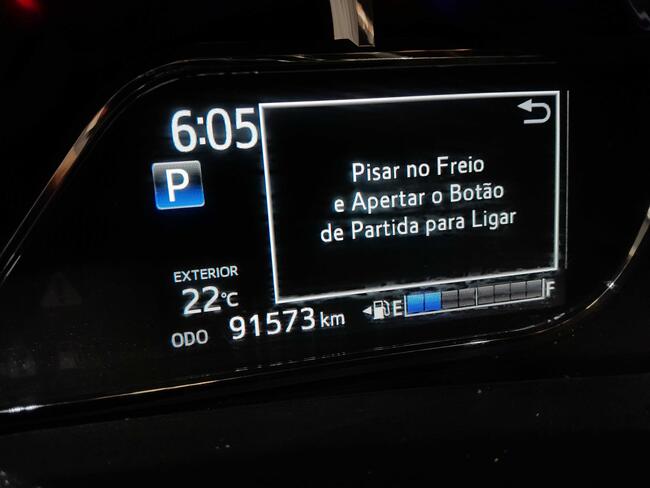 6:05
P
Pisar no Freio
e Apertar o Botão
de Partida para Ligar
EXTERIOR
22°C
ODO 91573 km
E F